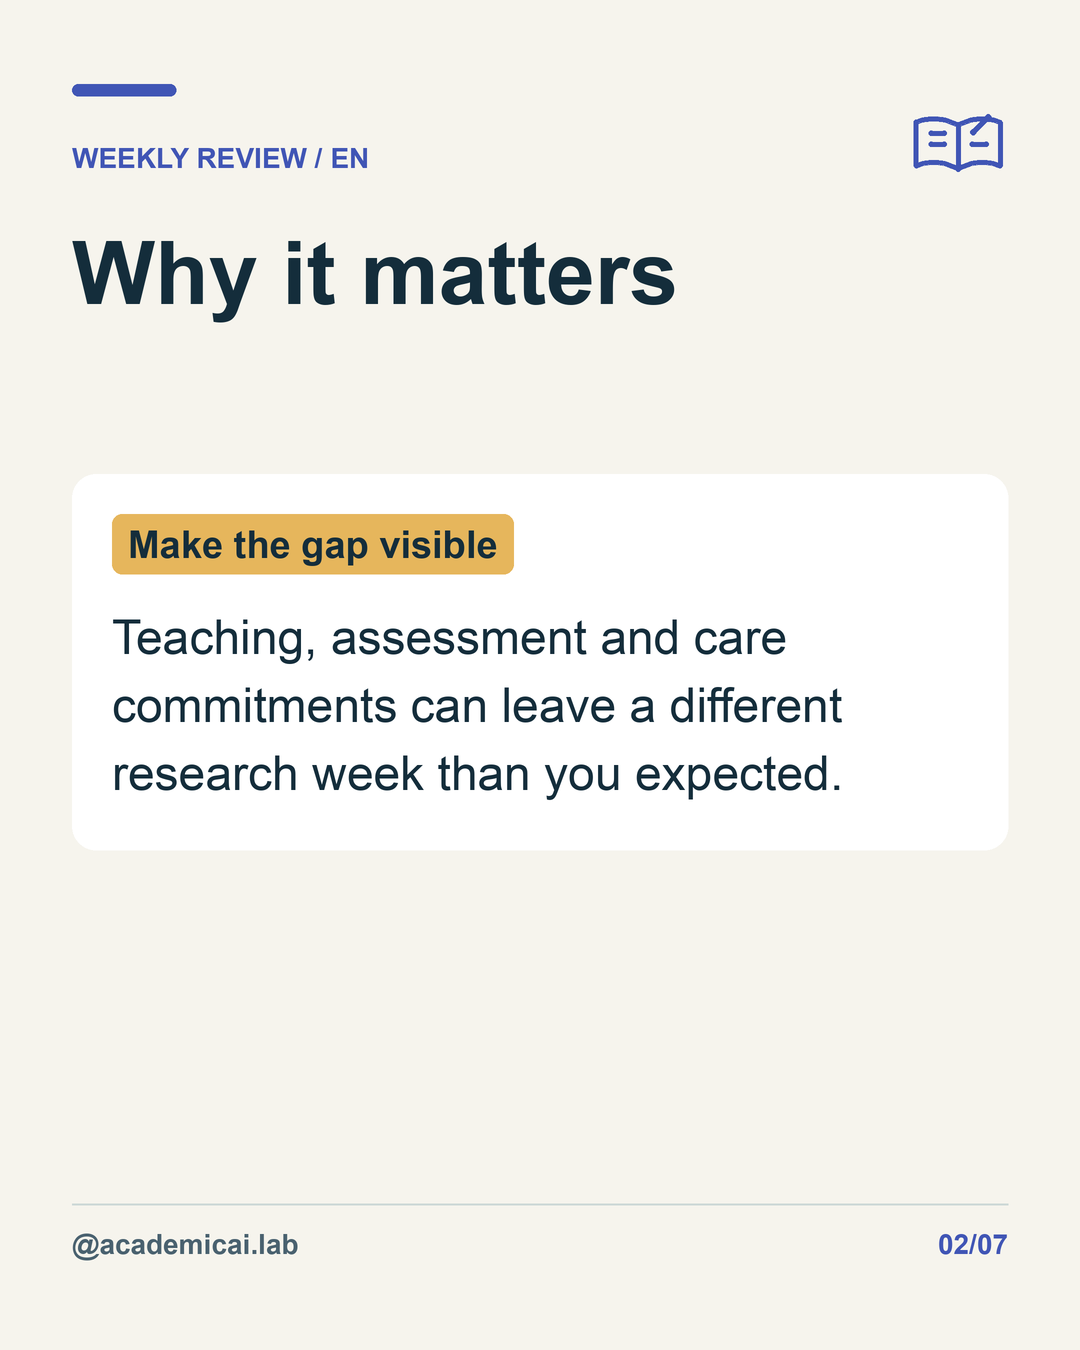 WEEKLY REVIEW / EN
Why it matters
Make the gap visible
Teaching, assessment and care
commitments can leave a different
research week than you expected.
@academicai.lab
02/07